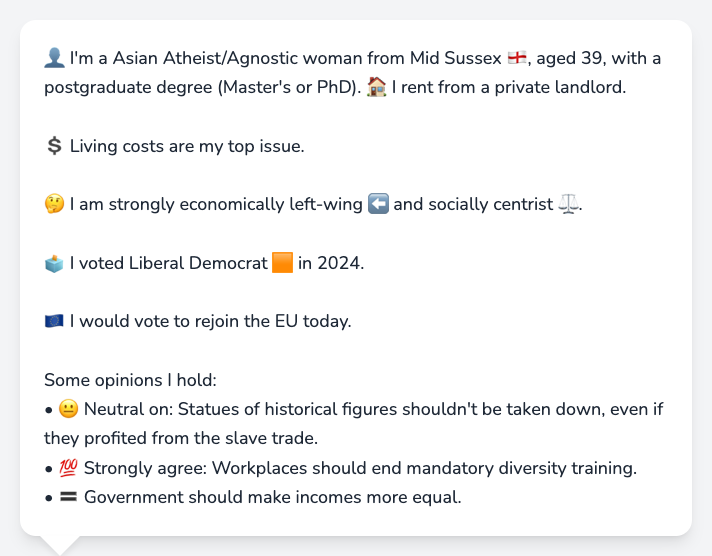 👤 I'm a Asian Atheist/Agnostic woman from Mid Sussex 🏴󠁧󠁢󠁥󠁮󠁧󠁿, aged 39, with a
postgraduate degree (Master's or PhD). 🏠 I rent from a private landlord.
💲 Living costs are my top issue.
🤔 I am strongly economically left-wing ⬅️ and socially centrist ⚖️.
🗳️ I voted Liberal Democrat 🟧 in 2024.
🇪🇺 I would vote to rejoin the EU today.
Some opinions I hold:
• 😐 Neutral on: Statues of historical figures shouldn't be taken down, even if
they profited from the slave trade.
• 💯 Strongly agree: Workplaces should end mandatory diversity training.
• 🟰 Government should make incomes more equal.